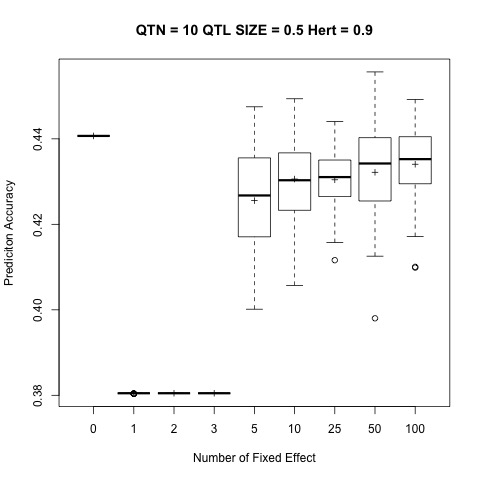 QTN = 10 QTL SIZE = 0.5 Hert = 0.9
Prediciton Accuracy
0.44
0.42
0.40
0.38
0 1 2 3 5 10 25 50 100
Number of Fixed Effect